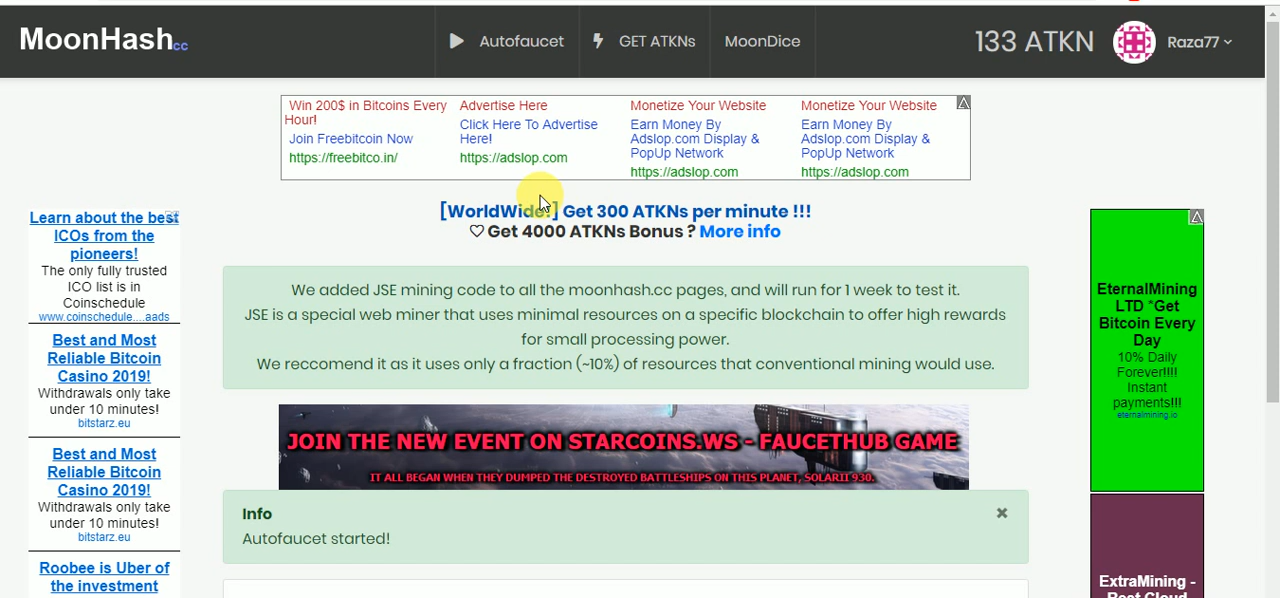 MoonHash.cc
Autofaucet
GET ATKNs
MoonDice
133 ATKN
Raza77
Win 200$ in Bitcoins Every
Hour!
Join Freebitcoin Now
https://freebitco.in/
Advertise Here
Click Here To Advertise
Here!
https://adslop.com
Monetize Your Website
Earn Money By
Adslop.com Display &
PopUp Network
https://adslop.com
Monetize Your Website
Earn Money By
Adslop.com Display &
PopUp Network
https://adslop.com
[WorldWide!] Get 300 ATKNs per minute !!!
♡ Get 4000 ATKNs Bonus ? More info
Learn about the best
ICOs from the
pioneers!
The only fully trusted
ICO list is in
Coinschedule
www.coinschedule....aads
Best and Most
Reliable Bitcoin
Casino 2019!
Withdrawals only take
under 10 minutes!
bitstarz.eu
Best and Most
Reliable Bitcoin
Casino 2019!
Withdrawals only take
under 10 minutes!
bitstarz.eu
Roobee is Uber of
the investment
We added JSE mining code to all the moonhash.cc pages, and will run for 1 week to test it.
JSE is a special web miner that uses minimal resources on a specific blockchain to offer high rewards
for small processing power.
We reccomend it as it uses only a fraction (~10%) of resources that conventional mining would use.
JOIN THE NEW EVENT ON STARCOINS.WS - FAUCETHUB GAME
IT ALL BEGAN WHEN THEY DUMPED THE DESTROYED BATTLESHIPS ON THIS PLANET, SOLARII 930.
Info
Autofaucet started!
EternalMining
LTD "Get
Bitcoin Every
Day
10% Daily
Forever!!!!
Instant
payments!!!
eternalmining.io
ExtraMining -
Best Cloud